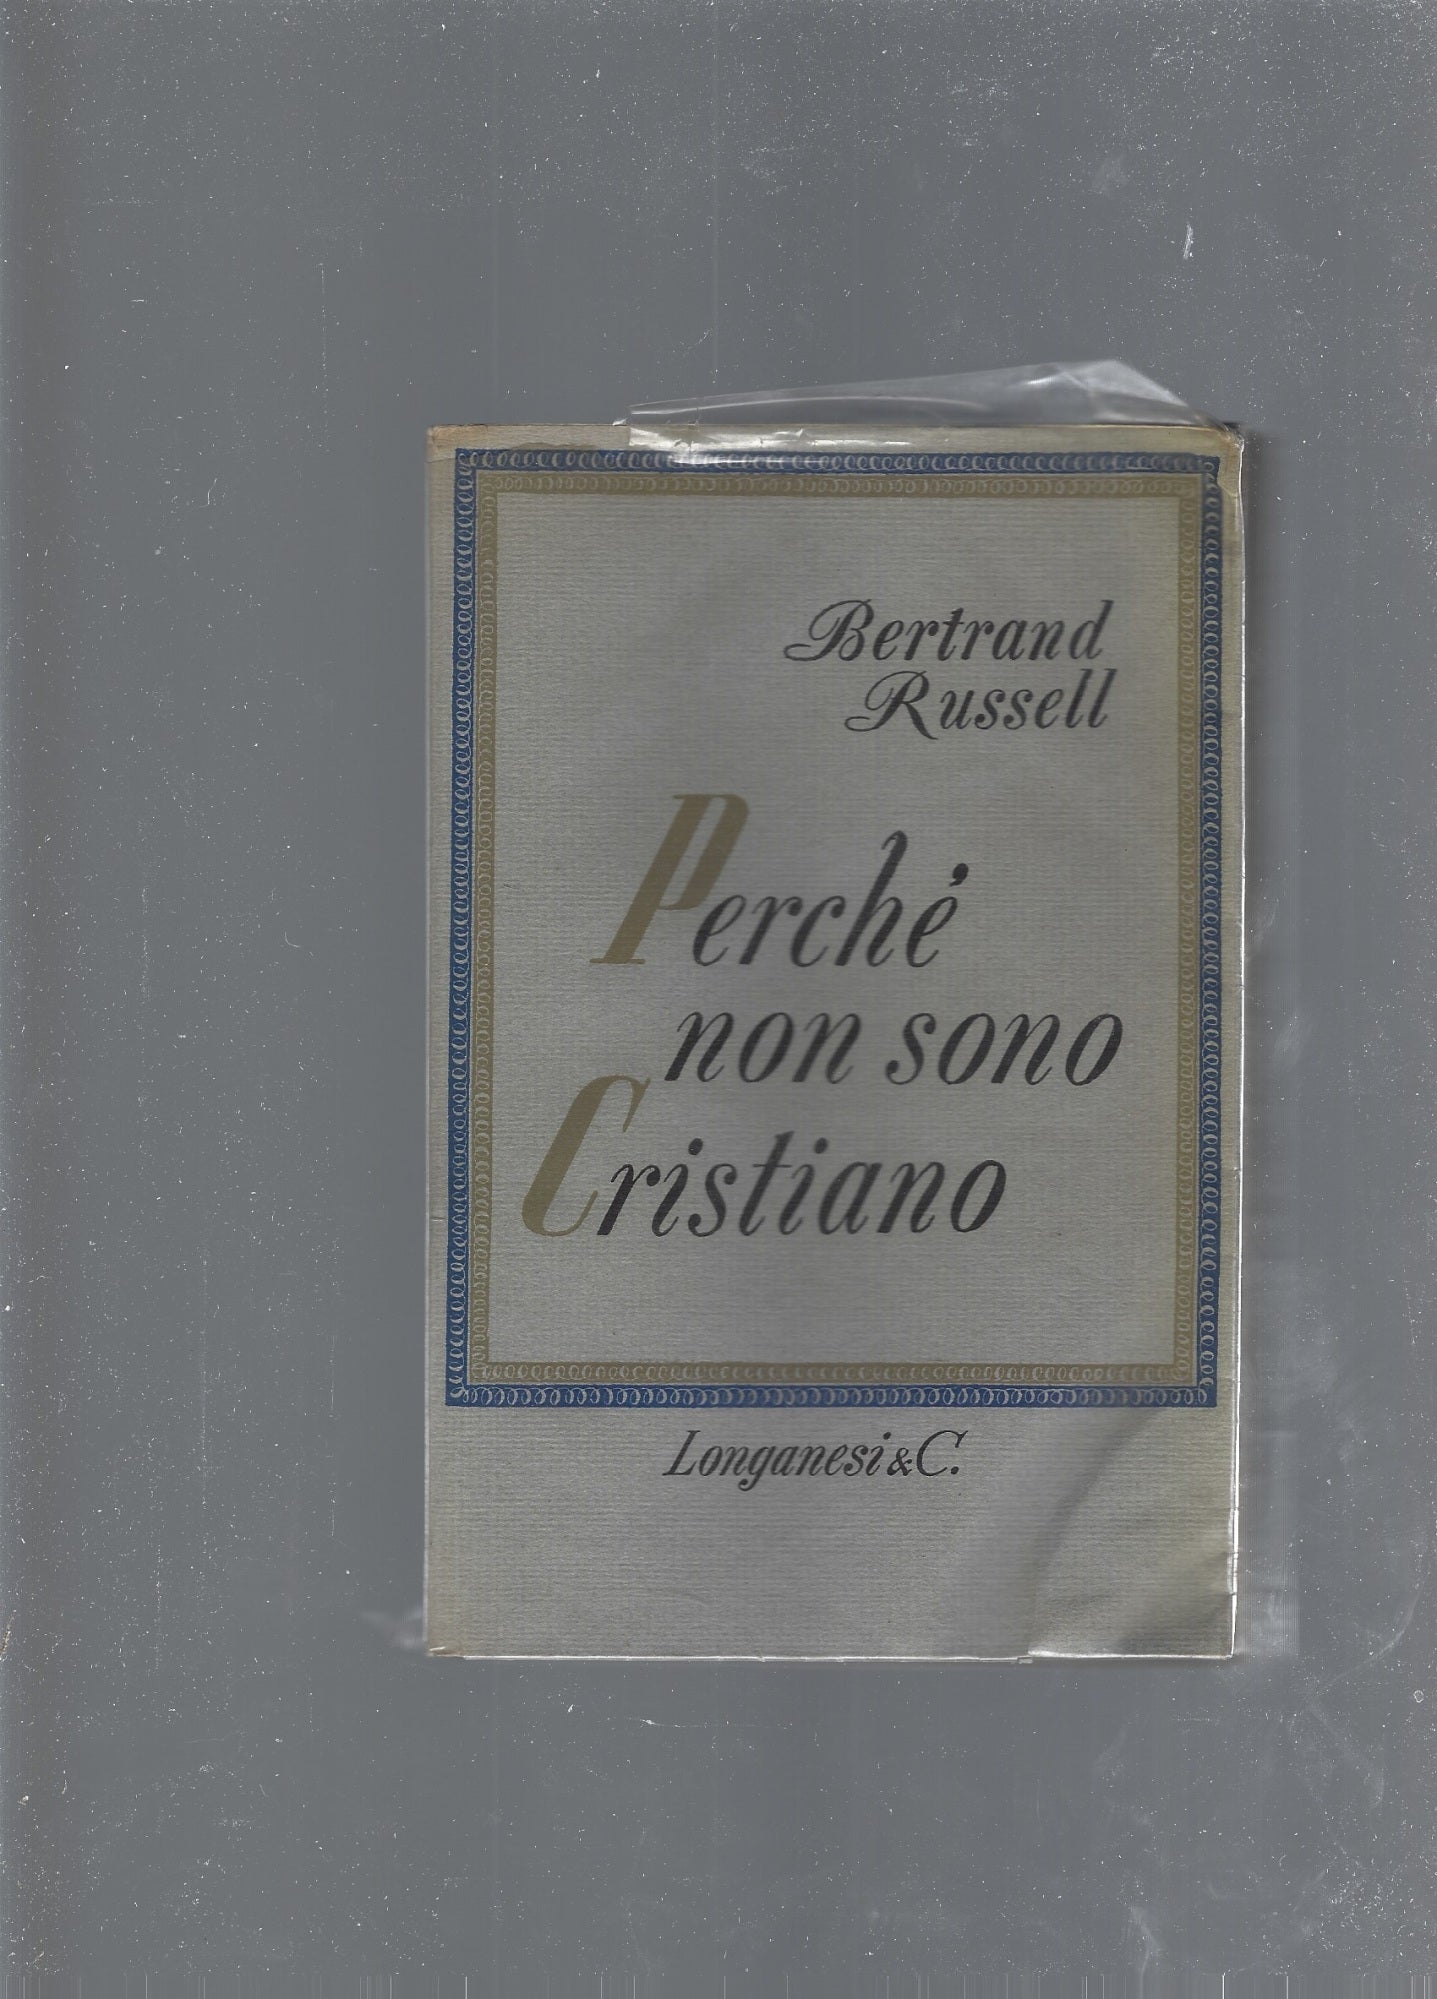 Bertrand
Russell
Perché
non sono
Cristiano
Longanesi & C.